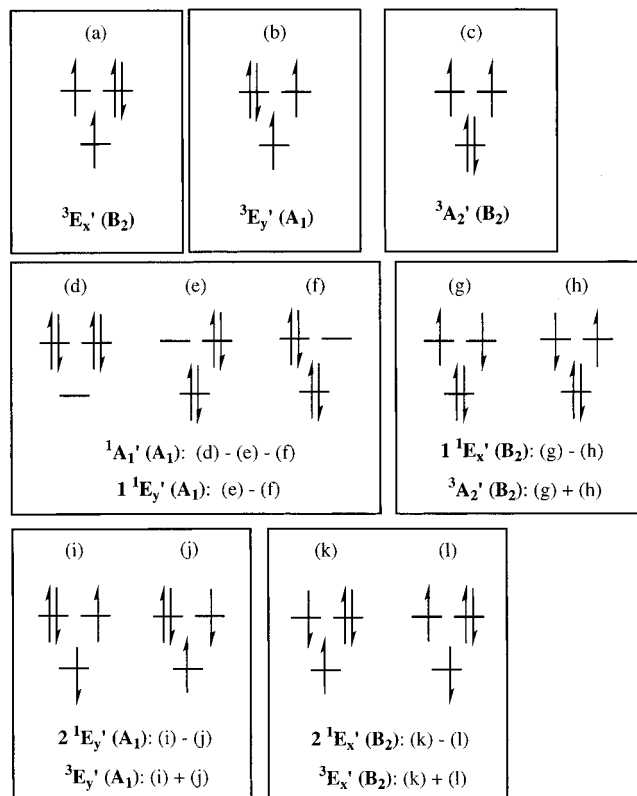 (a) (b) (c)
³Eₓ' (B₂) ³Eᵧ' (A₁) ³A₂' (B₂)
(d) (e) (f) (g) (h)
¹A₁' (A₁): (d) - (e) - (f)
1 ¹Eᵧ' (A₁): (e) - (f)
1 ¹Eₓ' (B₂): (g) - (h)
³A₂' (B₂): (g) + (h)
(i) (j) (k) (l)
2 ¹Eᵧ' (A₁): (i) - (j)
³Eᵧ' (A₁): (i) + (j)
2 ¹Eₓ' (B₂): (k) - (l)
³Eₓ' (B₂): (k) + (l)